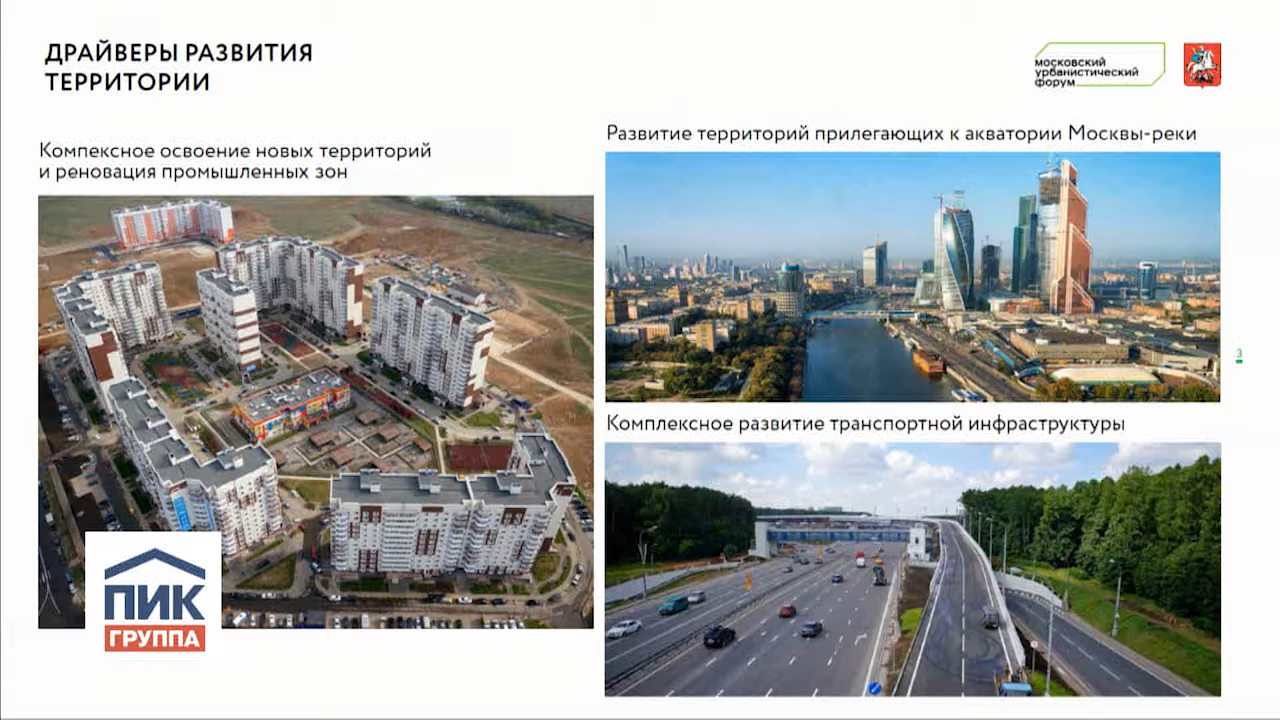 ДРАЙВЕРЫ РАЗВИТИЯ
ТЕРРИТОРИИ
московский
урбанистический
форум
Компексное освоение новых территорий
и реновация промышленных зон
Развитие территорий прилегающих к акватории Москвы-реки
3
Комплексное развитие транспортной инфраструктуры
ПИК
ГРУППА